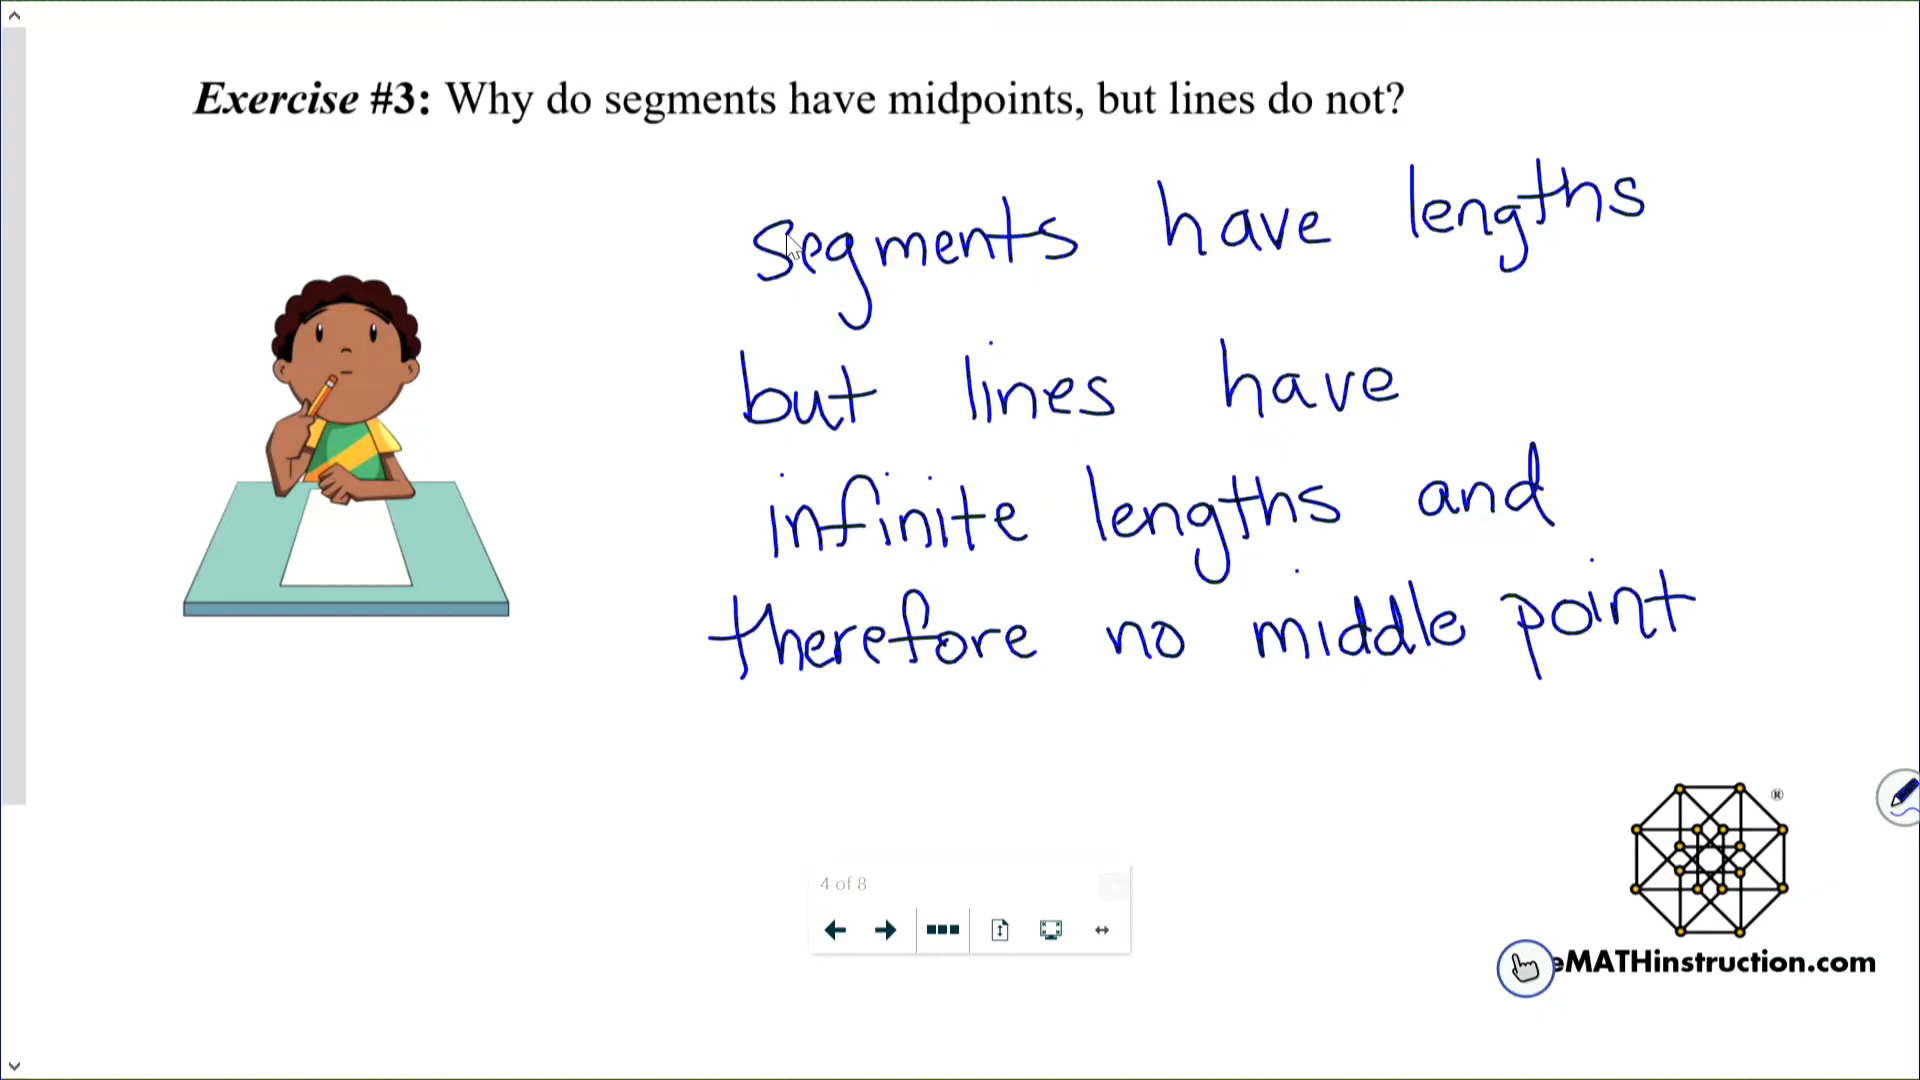 Exercise #3: Why do segments have midpoints, but lines do not?
segments have lengths
but lines have
infinite lengths and
therefore no middle point
®
4 of 8
eMATHinstruction.com